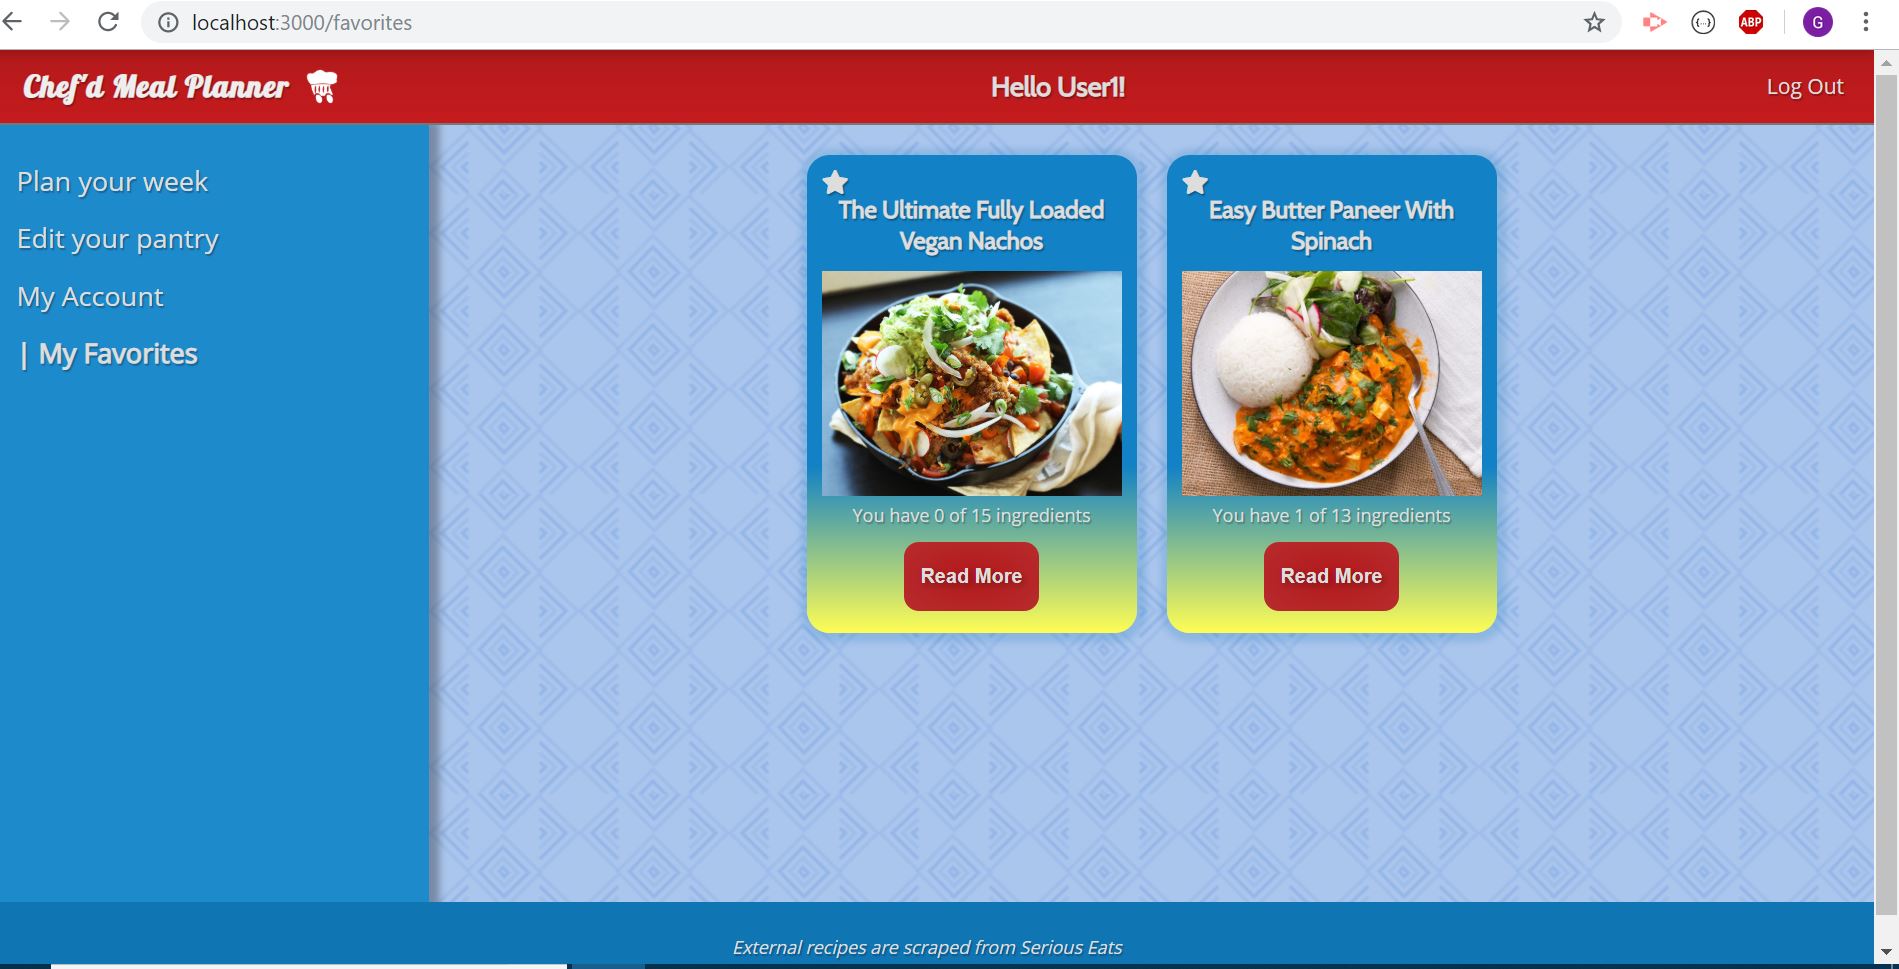 localhost:3000/favorites
ABP
G
Chef'd Meal Planner
Hello User1!
Log Out
Plan your week
Edit your pantry
My Account
| My Favorites
The Ultimate Fully Loaded
Vegan Nachos
You have 0 of 15 ingredients
Read More
Easy Butter Paneer With
Spinach
You have 1 of 13 ingredients
Read More
External recipes are scraped from Serious Eats